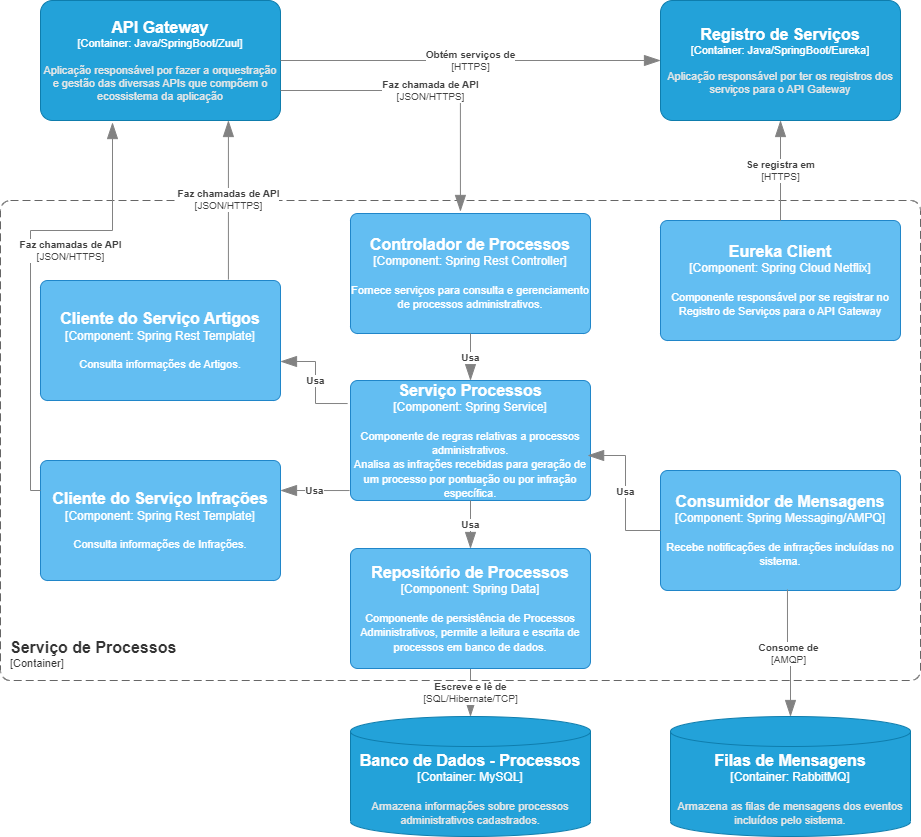 API Gateway
[Container: Java/SpringBoot/Zuul]
Aplicação responsável por fazer a orquestração
e gestão das diversas APIs que compõem o
ecossistema da aplicação
Obtém serviços de
[HTTPS]
Faz chamada de API
[JSON/HTTPS]
Registro de Serviços
[Container: Java/SpringBoot/Eureka]
Aplicação responsável por ter os registros dos
serviços para o API Gateway
Se registra em
[HTTPS]
Faz chamadas de API
[JSON/HTTPS]
Faz chamadas de API
[JSON/HTTPS]
Controlador de Processos
[Component: Spring Rest Controller]
Fornece serviços para consulta e gerenciamento
de processos administrativos.
Eureka Client
[Component: Spring Cloud Netflix]
Componente responsável por se registrar no
Registro de Serviços para o API Gateway
Cliente do Serviço Artigos
[Component: Spring Rest Template]
Consulta informações de Artigos.
Usa
Usa
Serviço Processos
[Component: Spring Service]
Componente de regras relativas a processos
administrativos.
Analisa as infrações recebidas para geração de
um processo por pontuação ou por infração
específica.
Cliente do Serviço Infrações
[Component: Spring Rest Template]
Consulta informações de Infrações.
Usa
Usa
Usa
Consumidor de Mensagens
[Component: Spring Messaging/AMPQ]
Recebe notificações de infrações incluídas no
sistema.
Repositório de Processos
[Component: Spring Data]
Componente de persistência de Processos
Administrativos, permite a leitura e escrita de
processos em banco de dados.
Serviço de Processos
[Container]
Consome de
[AMQP]
Escreve e lê de
[SQL/Hibernate/TCP]
Banco de Dados - Processos
[Container: MySQL]
Armazena informações sobre processos
administrativos cadastrados.
Filas de Mensagens
[Container: RabbitMQ]
Armazena as filas de mensagens dos eventos
incluídos pelo sistema.